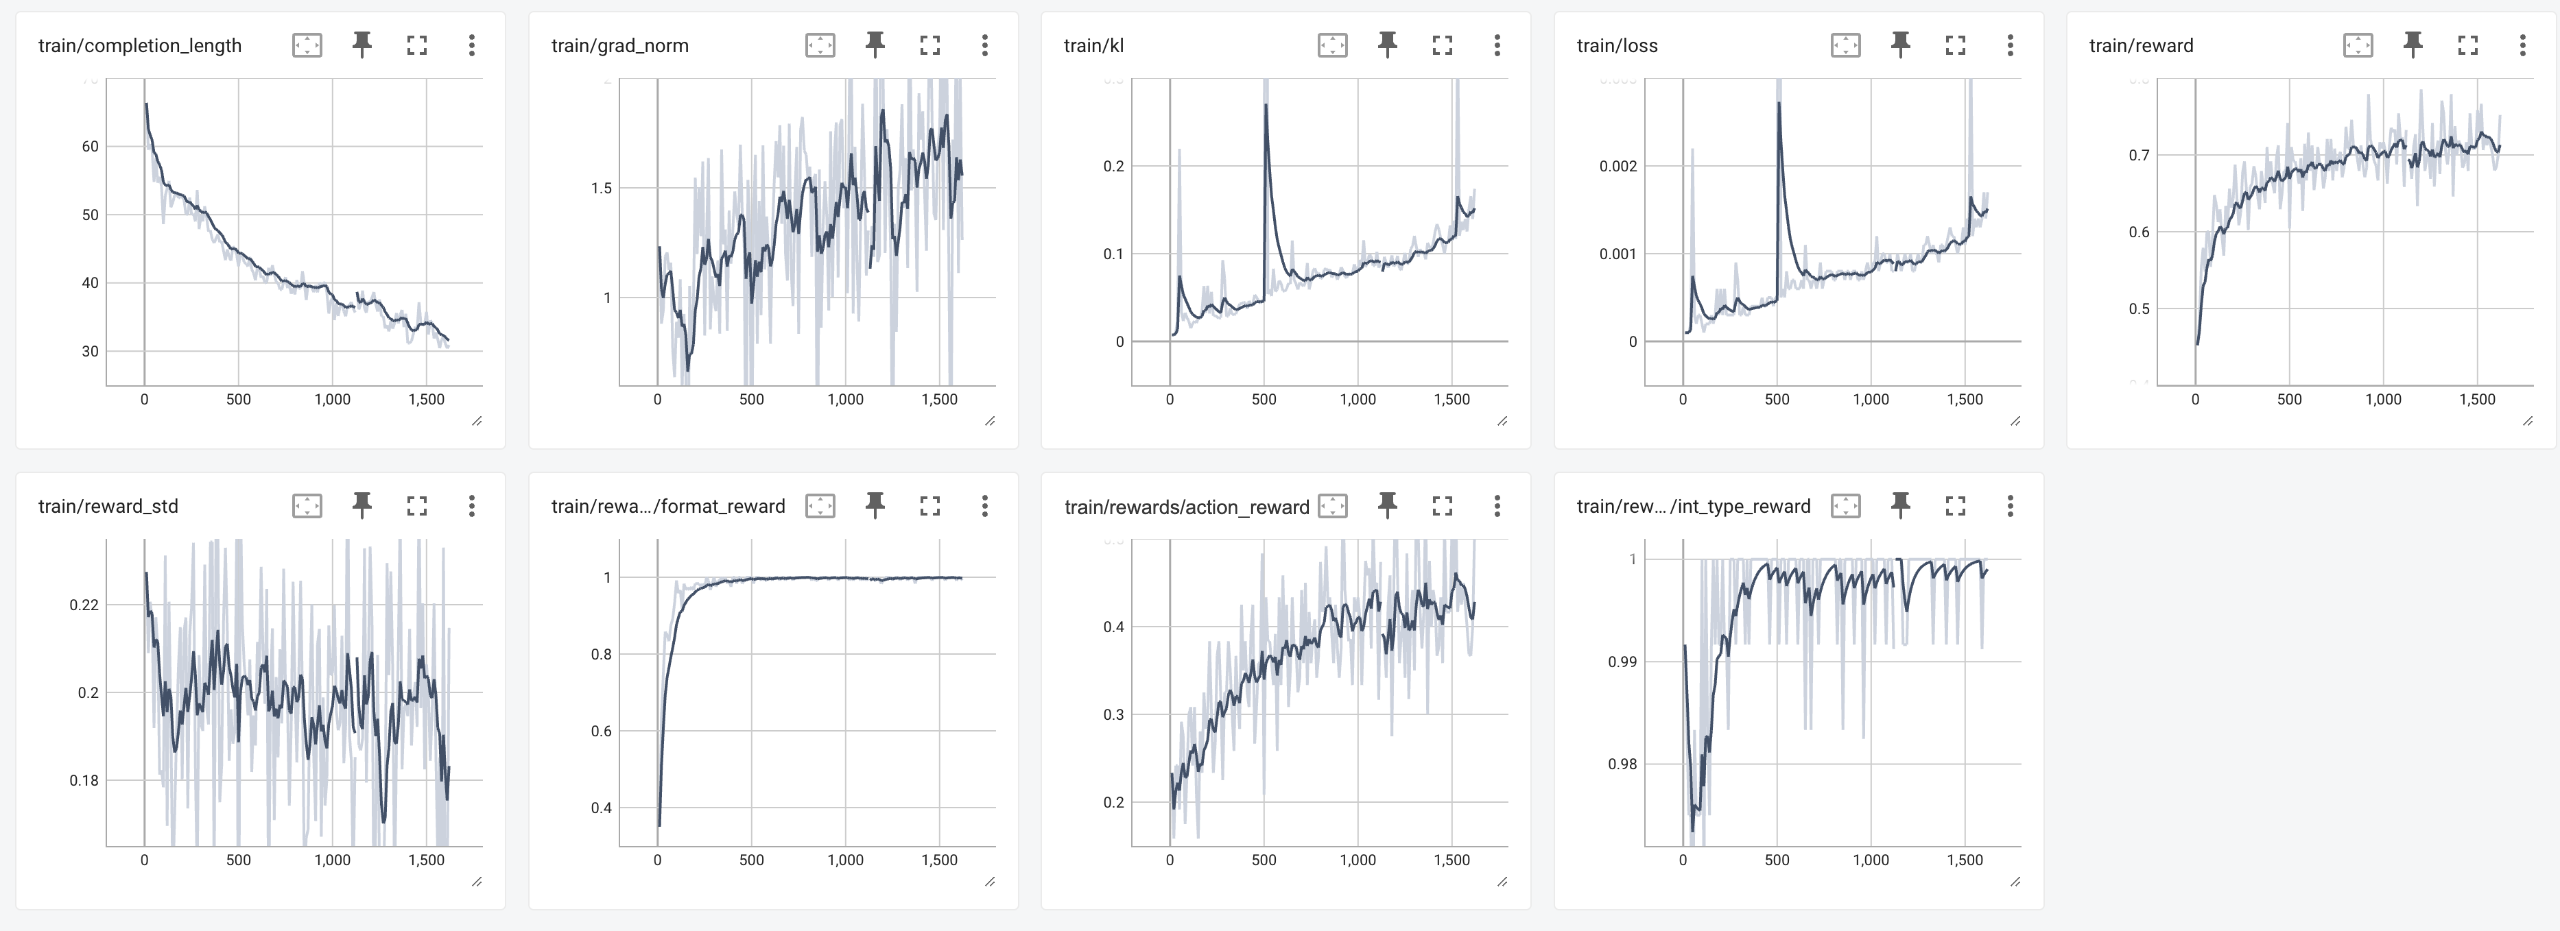 train/completion_length
60
50
40
30
0 500 1,000 1,500
train/grad_norm
2
1.5
1
0 500 1,000 1,500
train/kl
0.3
0.2
0.1
0
0 500 1,000 1,500
train/loss
0.003
0.002
0.001
0
0 500 1,000 1,500
train/reward
0.7
0.6
0.5
0 500 1,000 1,500
train/reward_std
0.22
0.2
0.18
0 500 1,000 1,500
train/rewa…/format_reward
1
0.8
0.6
0.4
0 500 1,000 1,500
train/rewards/action_reward
0.4
0.3
0.2
0 500 1,000 1,500
train/rew… /int_type_reward
1
0.99
0.98
0 500 1,000 1,500